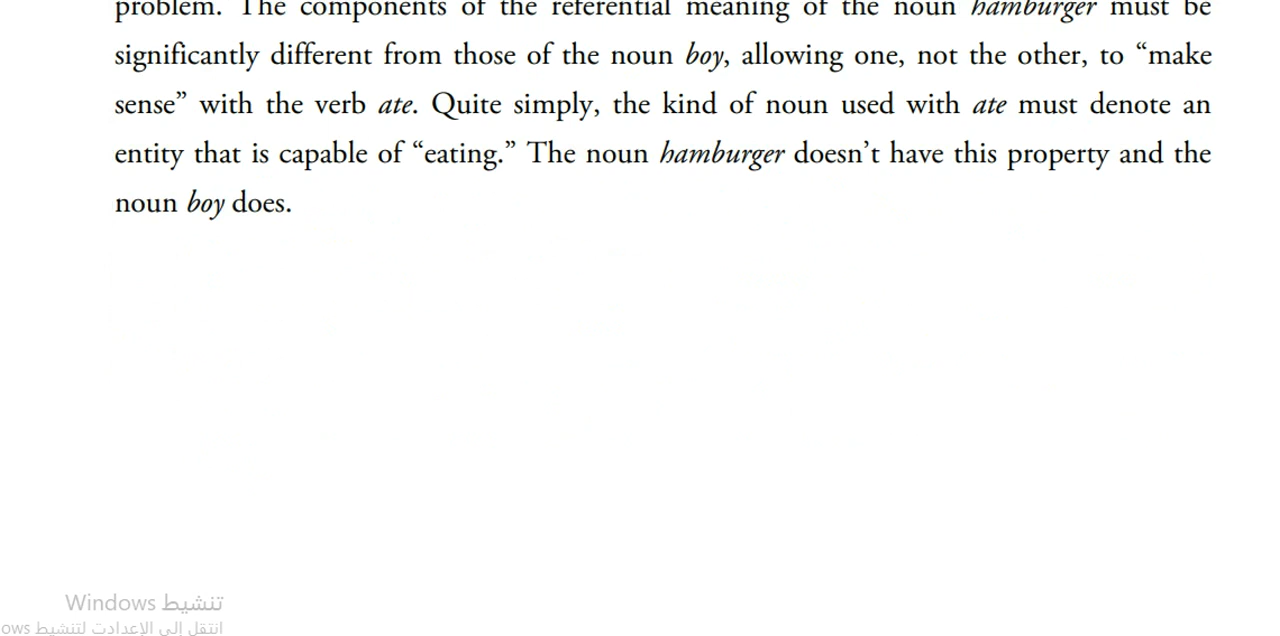 problem. The components of the referential meaning of the noun hamburger must be
significantly different from those of the noun boy, allowing one, not the other, to “make
sense” with the verb ate. Quite simply, the kind of noun used with ate must denote an
entity that is capable of “eating.” The noun hamburger doesn’t have this property and the
noun boy does.
تنشيط Windows
انتقل إلى الإعدادت لتنشيط ows